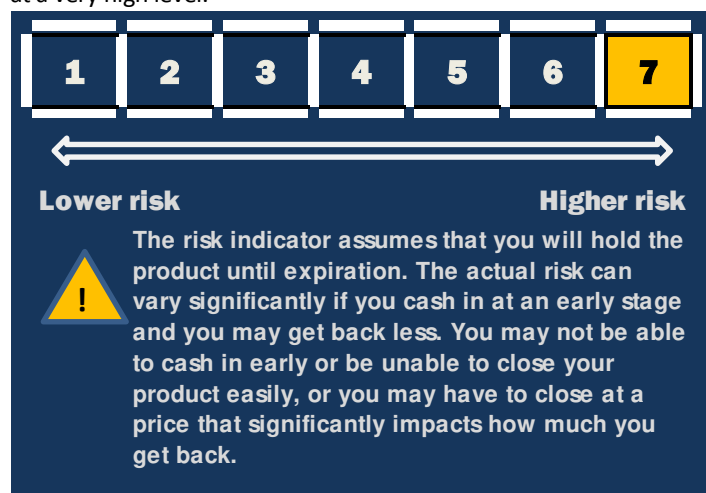 at a very high level.
1 2 3 4 5 6 7
Lower risk Higher risk
The risk indicator assumes that you will hold the
product until expiration. The actual risk can
! vary significantly if you cash in at an early stage
and you may get back less. You may not be able
to cash in early or be unable to close your
product easily, or you may have to close at a
price that significantly impacts how much you
get back.